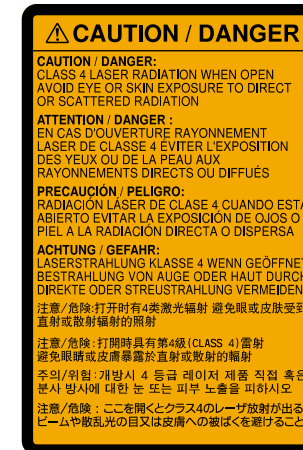 ⚠ CAUTION / DANGER
CAUTION / DANGER:
CLASS 4 LASER RADIATION WHEN OPEN
AVOID EYE OR SKIN EXPOSURE TO DIRECT
OR SCATTERED RADIATION
ATTENTION / DANGER :
EN CAS D'OUVERTURE RAYONNEMENT
LASER DE CLASSE 4 ÉVITER L'EXPOSITION
DES YEUX OU DE LA PEAU AUX
RAYONNEMENTS DIRECTS OU DIFFUÉS
PRECAUCIÓN / PELIGRO:
RADIACIÓN LÁSER DE CLASE 4 CUANDO ESTÁ
ABIERTO EVITAR LA EXPOSICIÓN DE OJOS O
PIEL A LA RADIACIÓN DIRECTA O DISPERSA
ACHTUNG / GEFAHR:
LASERSTRAHLUNG KLASSE 4 WENN GEÖFFNET
BESTRAHLUNG VON AUGE ODER HAUT DURCH
DIREKTE ODER STREUSTRAHLUNG VERMEIDEN
注意/危险:打开时有4类激光辐射 避免眼或皮肤受到
直射或散射辐射的照射
注意/危險:打開時具有第4級(CLASS 4)雷射
避免眼睛或皮膚暴露於直射或散射的輻射
주의/위험:개방시 4 등급 레이저 제품 직접 혹은
분사 방사에 대한 눈 또는 피부 노출을 피하시오
注意/危険:ここを開くとクラス4のレーザ放射が出る
ビームや散乱光の目又は皮膚への被ばくを避けること